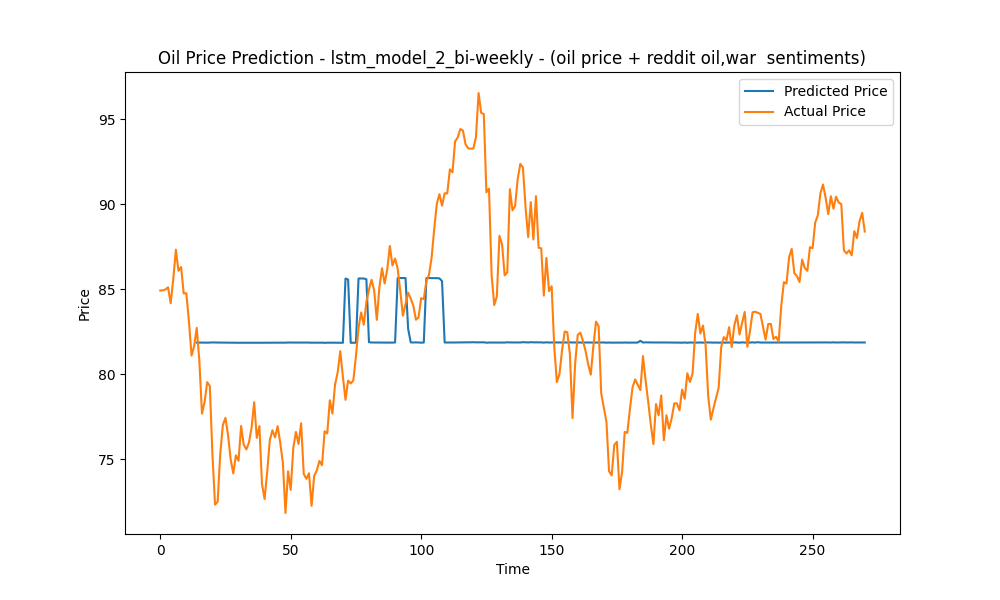 Oil Price Prediction - lstm_model_2_bi-weekly - (oil price + reddit oil,war  sentiments)
Predicted Price
Actual Price
95
90
85
80
75
Price
0 50 100 150 200 250
Time